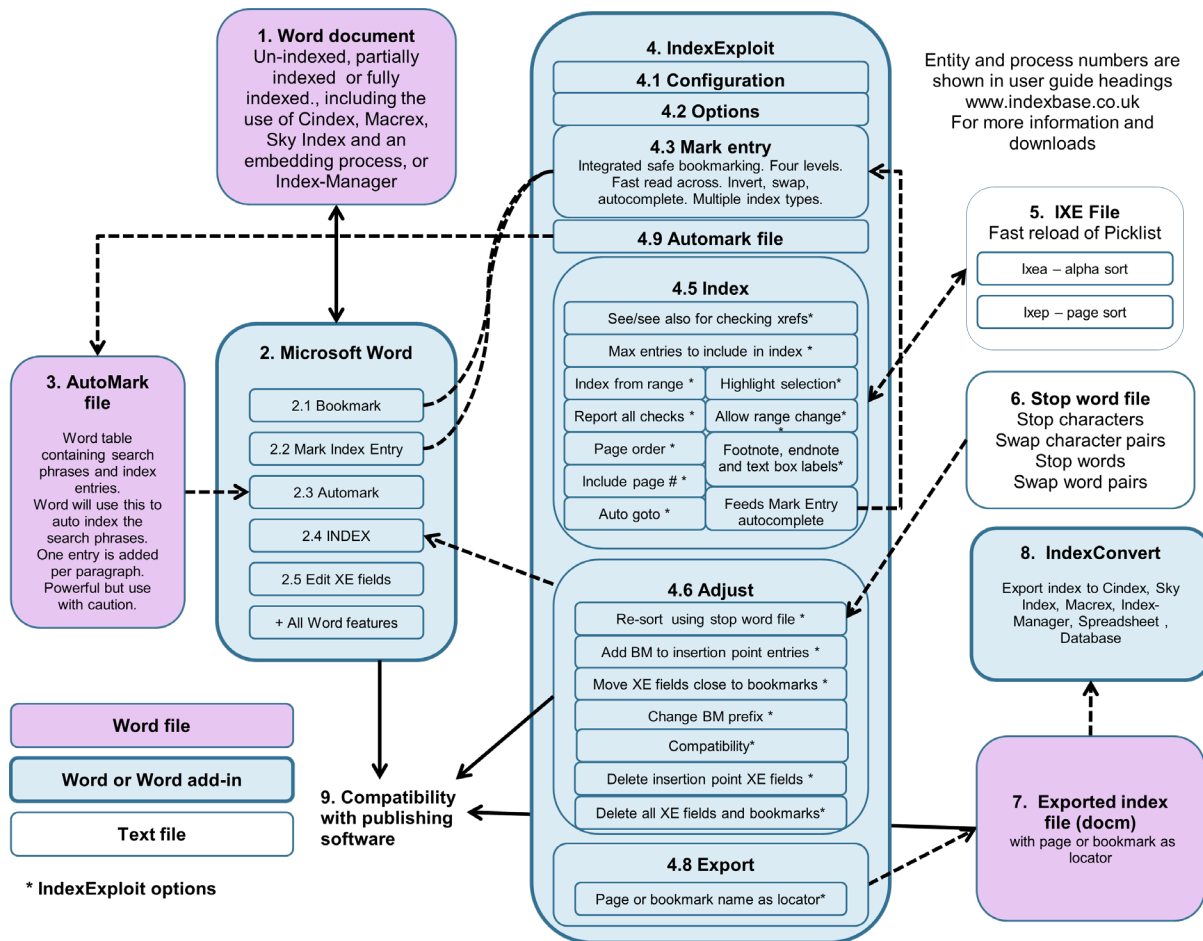 1. Word document
Un-indexed, partially
indexed or fully
indexed., including the
use of Cindex, Macrex,
Sky Index and an
embedding process, or
Index-Manager
2. Microsoft Word
2.1 Bookmark
2.2 Mark Index Entry
2.3 Automark
2.4 INDEX
2.5 Edit XE fields
+ All Word features
3. AutoMark
file
Word table
containing search
phrases and index
entries.
Word will use this to
auto index the
search phrases.
One entry is added
per paragraph.
Powerful but use
with caution.
Word file
Word or Word add-in
Text file
* IndexExploit options
9. Compatibility
with publishing
software
4. IndexExploit
4.1 Configuration
4.2 Options
4.3 Mark entry
Integrated safe bookmarking. Four levels.
Fast read across. Invert, swap,
autocomplete. Multiple index types.
4.9 Automark file
4.5 Index
See/see also for checking xrefs*
Max entries to include in index *
Index from range *
Highlight selection*
Report all checks *
Allow range change*
*
Page order *
Footnote, endnote
and text box labels*
Include page # *
Auto goto *
Feeds Mark Entry
autocomplete
4.6 Adjust
Re-sort using stop word file *
Add BM to insertion point entries *
Move XE fields close to bookmarks *
Change BM prefix *
Compatibility*
Delete insertion point XE fields *
Delete all XE fields and bookmarks*
4.8 Export
Page or bookmark name as locator*
Entity and process numbers are
shown in user guide headings
www.indexbase.co.uk
For more information and
downloads
5. IXE File
Fast reload of Picklist
Ixea – alpha sort
Ixep – page sort
6. Stop word file
Stop characters
Swap character pairs
Stop words
Swap word pairs
8. IndexConvert
Export index to Cindex, Sky
Index, Macrex, Index-
Manager, Spreadsheet ,
Database
7. Exported index
file (docm)
with page or bookmark as
locator